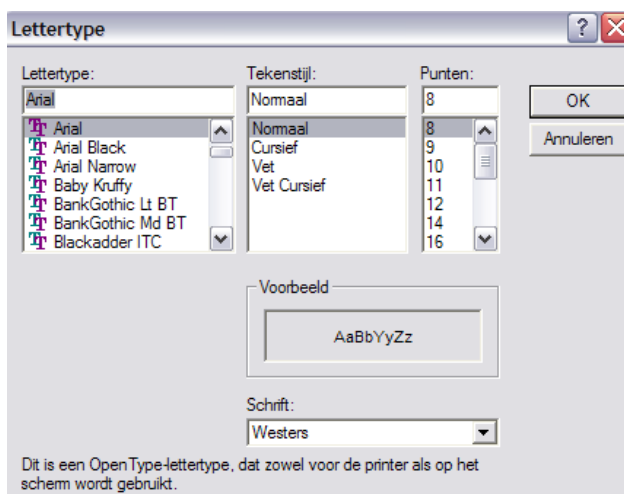 Lettertype
Lettertype:
Tekenstijl:
Punten:
Arial
Normaal
8
OK
Annuleren
Arial
Arial Black
Arial Narrow
Baby Kruffy
BankGothic Lt BT
BankGothic Md BT
Blackadder ITC
Normaal
Cursief
Vet
Vet Cursief
8
9
10
11
12
14
16
Voorbeeld
AaBbYyZz
Schrift:
Westers
Dit is een OpenType-lettertype, dat zowel voor de printer als op het
scherm wordt gebruikt.